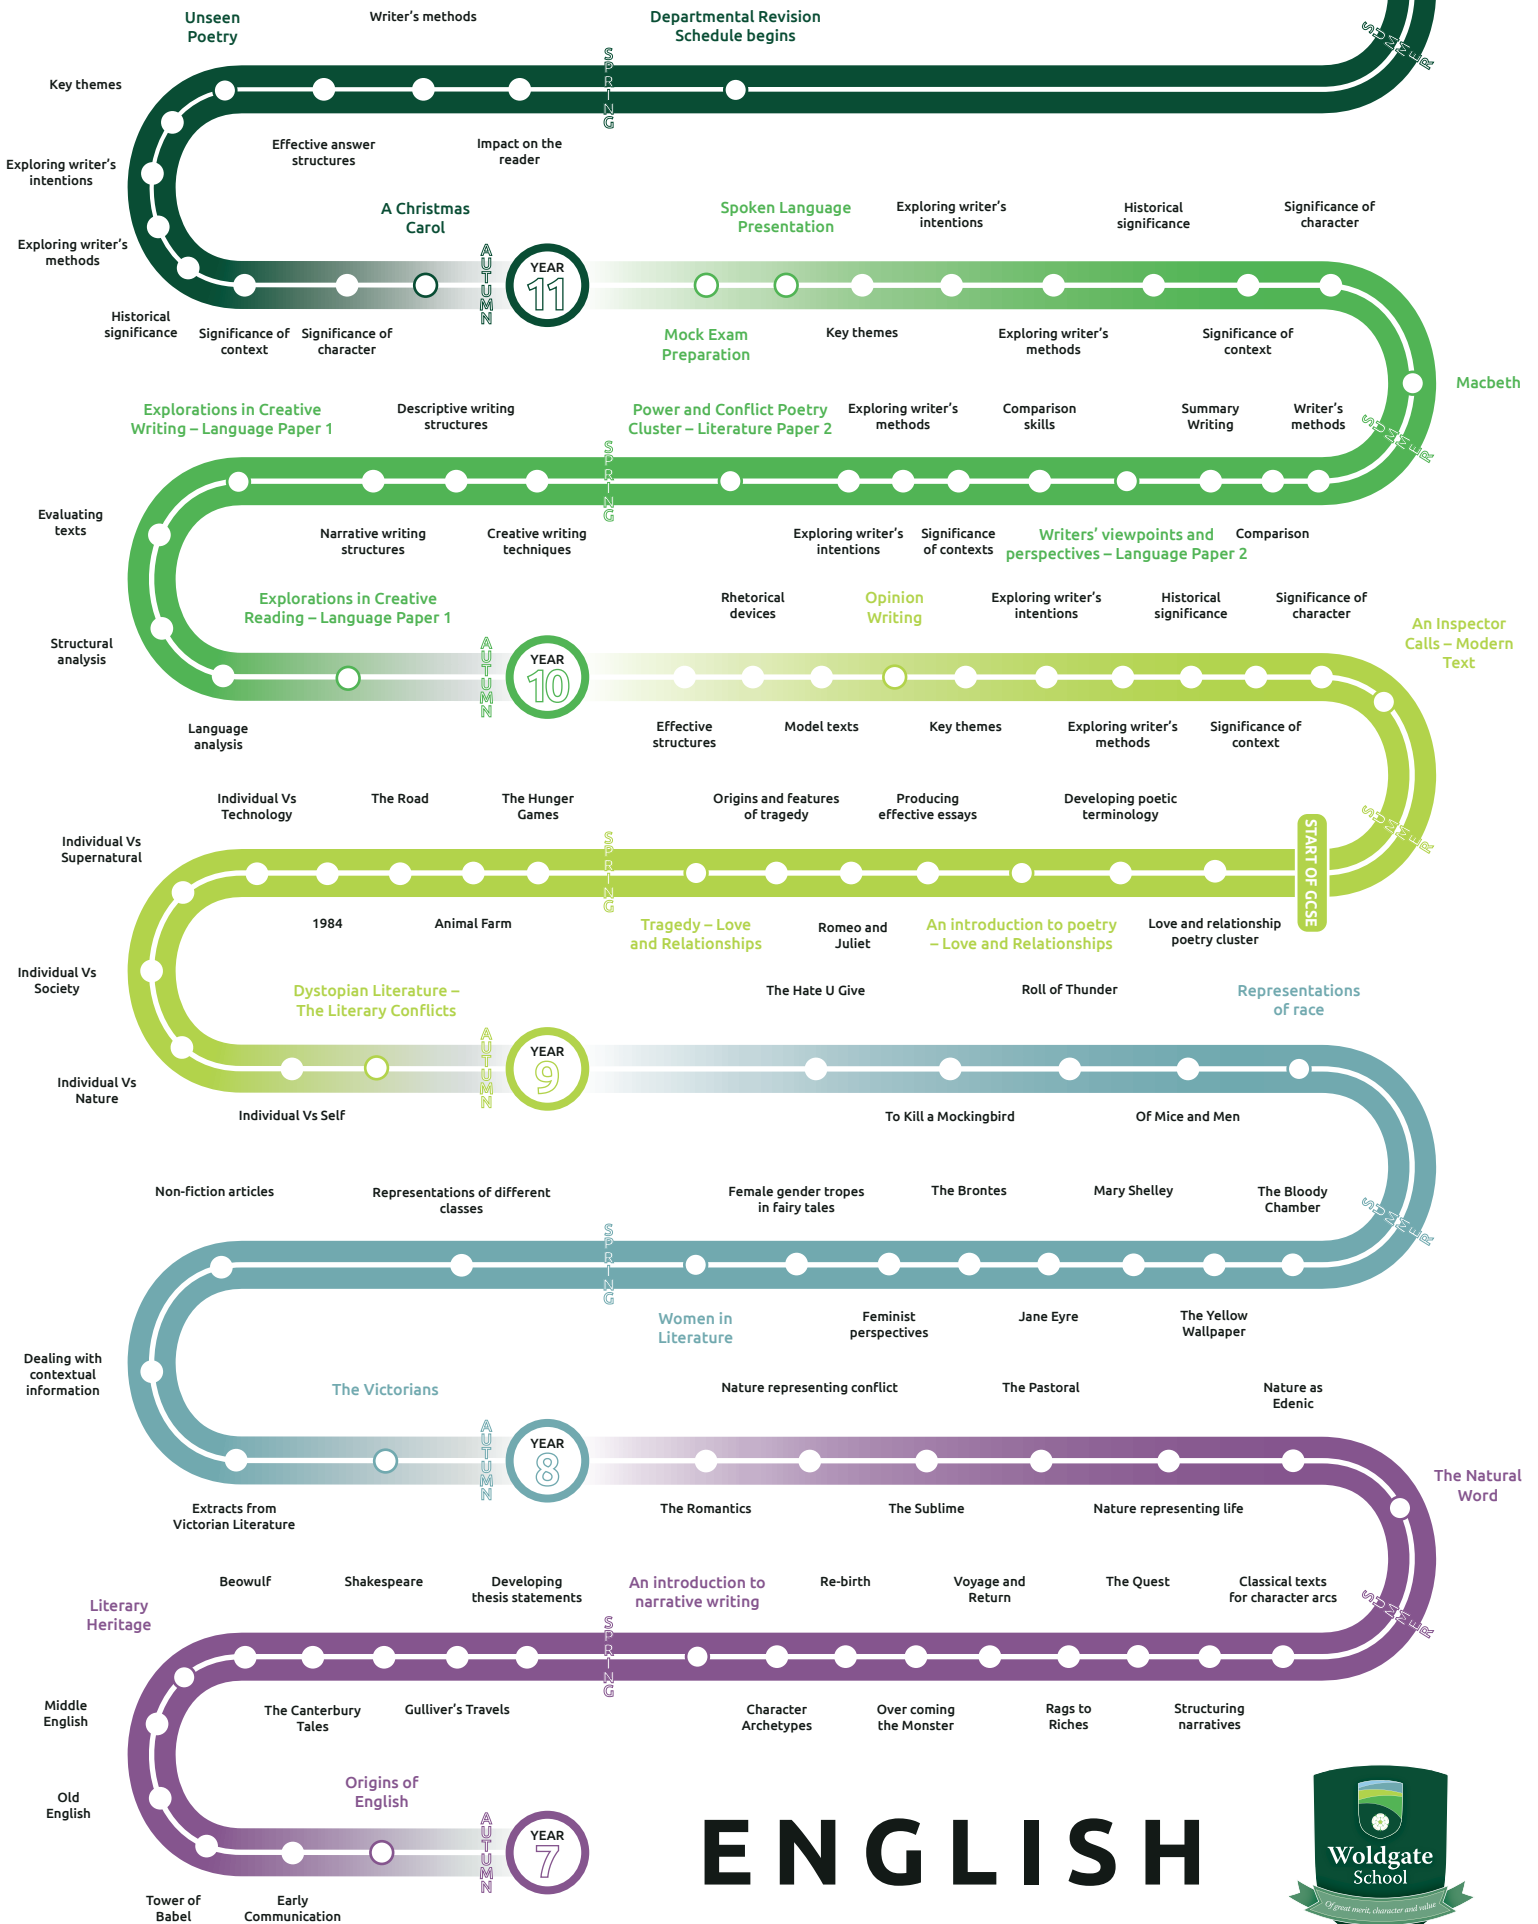 Unseen
Poetry
Writer's methods
Departmental Revision
Schedule begins
SUMMER
Key themes
SPRING
Exploring writer's
intentions
Effective answer
structures
Impact on the
reader
Exploring writer's
methods
A Christmas
Carol
AUTUMN
YEAR
11
Spoken Language
Presentation
Exploring writer's
intentions
Historical
significance
Significance of
character
Historical
significance
Significance of
context
Significance of
character
Mock Exam
Preparation
Key themes
Exploring writer's
methods
Significance of
context
Macbeth
Explorations in Creative
Writing – Language Paper 1
Descriptive writing
structures
Power and Conflict Poetry
Cluster – Literature Paper 2
Exploring writer's
methods
Comparison
skills
Summary
Writing
Writer's
methods
SUMMER
SPRING
Evaluating
texts
Narrative writing
structures
Creative writing
techniques
Exploring writer's
intentions
Significance
of contexts
Writers' viewpoints and
perspectives – Language Paper 2
Comparison
Structural
analysis
Explorations in Creative
Reading – Language Paper 1
AUTUMN
YEAR
10
Rhetorical
devices
Opinion
Writing
Exploring writer's
intentions
Historical
significance
Significance of
character
An Inspector
Calls – Modern
Text
Language
analysis
Effective
structures
Model texts
Key themes
Exploring writer's
methods
Significance of
context
Individual Vs
Supernatural
Individual Vs
Technology
The Road
The Hunger
Games
Origins and features
of tragedy
Producing
effective essays
Developing poetic
terminology
START OF GCSE
SUMMER
SPRING
1984
Animal Farm
Tragedy – Love
and Relationships
Romeo and
Juliet
An introduction to poetry
– Love and Relationships
Love and relationship
poetry cluster
Individual Vs
Society
Dystopian Literature –
The Literary Conflicts
AUTUMN
YEAR
9
The Hate U Give
Roll of Thunder
Representations
of race
Individual Vs
Nature
Individual Vs Self
To Kill a Mockingbird
Of Mice and Men
Non-fiction articles
Representations of different
classes
SPRING
Female gender tropes
in fairy tales
The Brontes
Mary Shelley
The Bloody
Chamber
SUMMER
Women in
Literature
Feminist
perspectives
Jane Eyre
The Yellow
Wallpaper
Dealing with
contextual
information
The Victorians
AUTUMN
YEAR
8
Nature representing conflict
The Pastoral
Nature as
Edenic
The Natural
Word
Extracts from
Victorian Literature
The Romantics
The Sublime
Nature representing life
Literary
Heritage
Beowulf
Shakespeare
Developing
thesis statements
SPRING
An introduction to
narrative writing
Re-birth
Voyage and
Return
The Quest
Classical texts
for character arcs
SUMMER
Middle
English
The Canterbury
Tales
Gulliver's Travels
Character
Archetypes
Over coming
the Monster
Rags to
Riches
Structuring
narratives
Old
English
Origins of
English
AUTUMN
YEAR
7
Tower of
Babel
Early
Communication
ENGLISH
Woldgate
School
Of great merit, character and value